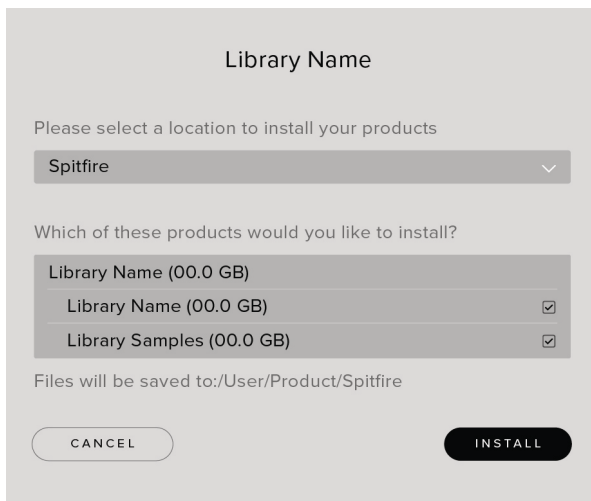 Library Name
Please select a location to install your products
Spitfire
Which of these products would you like to install?
Library Name (00.0 GB)
Library Name (00.0 GB)
Library Samples (00.0 GB)
Files will be saved to:/User/Product/Spitfire
CANCEL
INSTALL